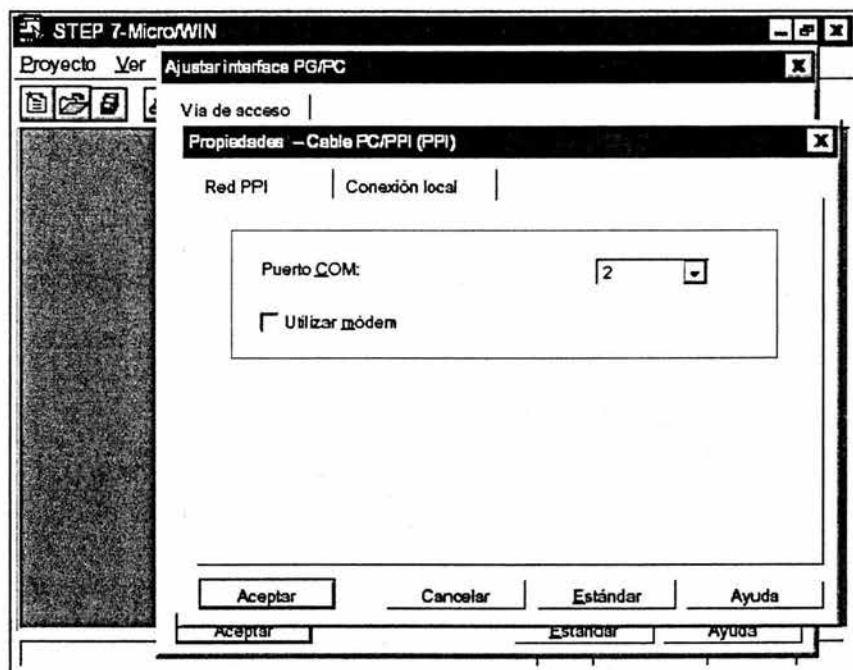 STEP 7-Micro/WIN
Proyecto Ver
Ajustar interface PG/PC
Vía de acceso
Propiedades – Cable PC/PPI (PPI)
Red PPI Conexión local
Puerto COM: 2
Utilizar módem
Aceptar Cancelar Estándar Ayuda
Aceptar Estándar Ayuda